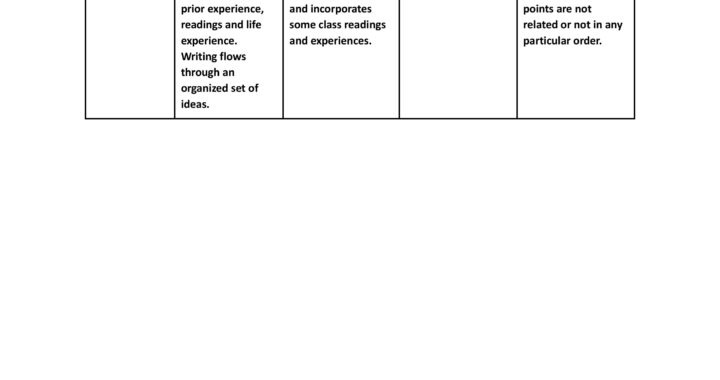 prior experience,
readings and life
experience.
Writing flows
through an
organized set of
ideas.
and incorporates
some class readings
and experiences.
points are not
related or not in any
particular order.